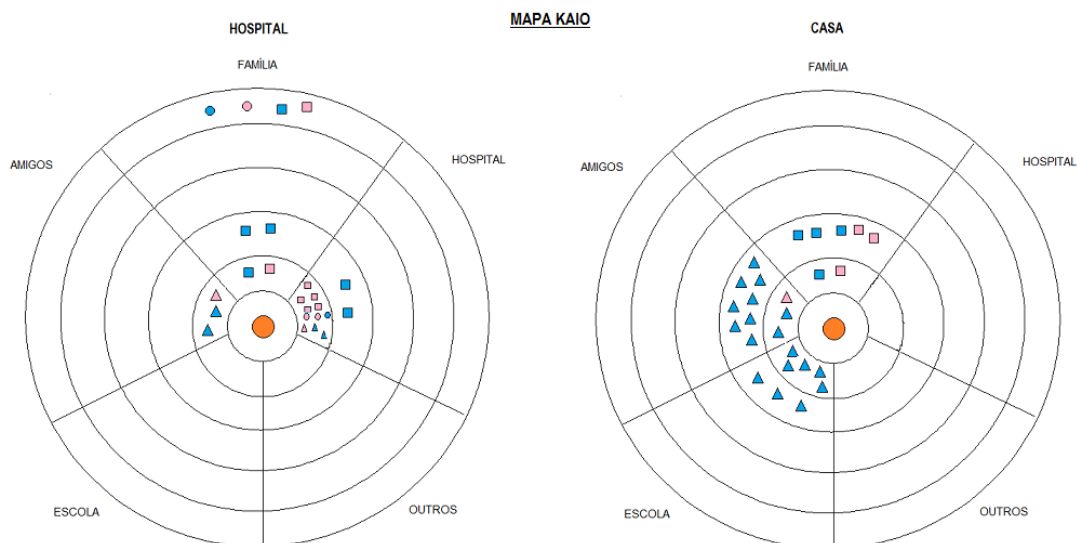 MAPA KAIO
HOSPITAL
CASA
FAMÍLIA
FAMÍLIA
AMIGOS
HOSPITAL
AMIGOS
HOSPITAL
ESCOLA
OUTROS
ESCOLA
OUTROS